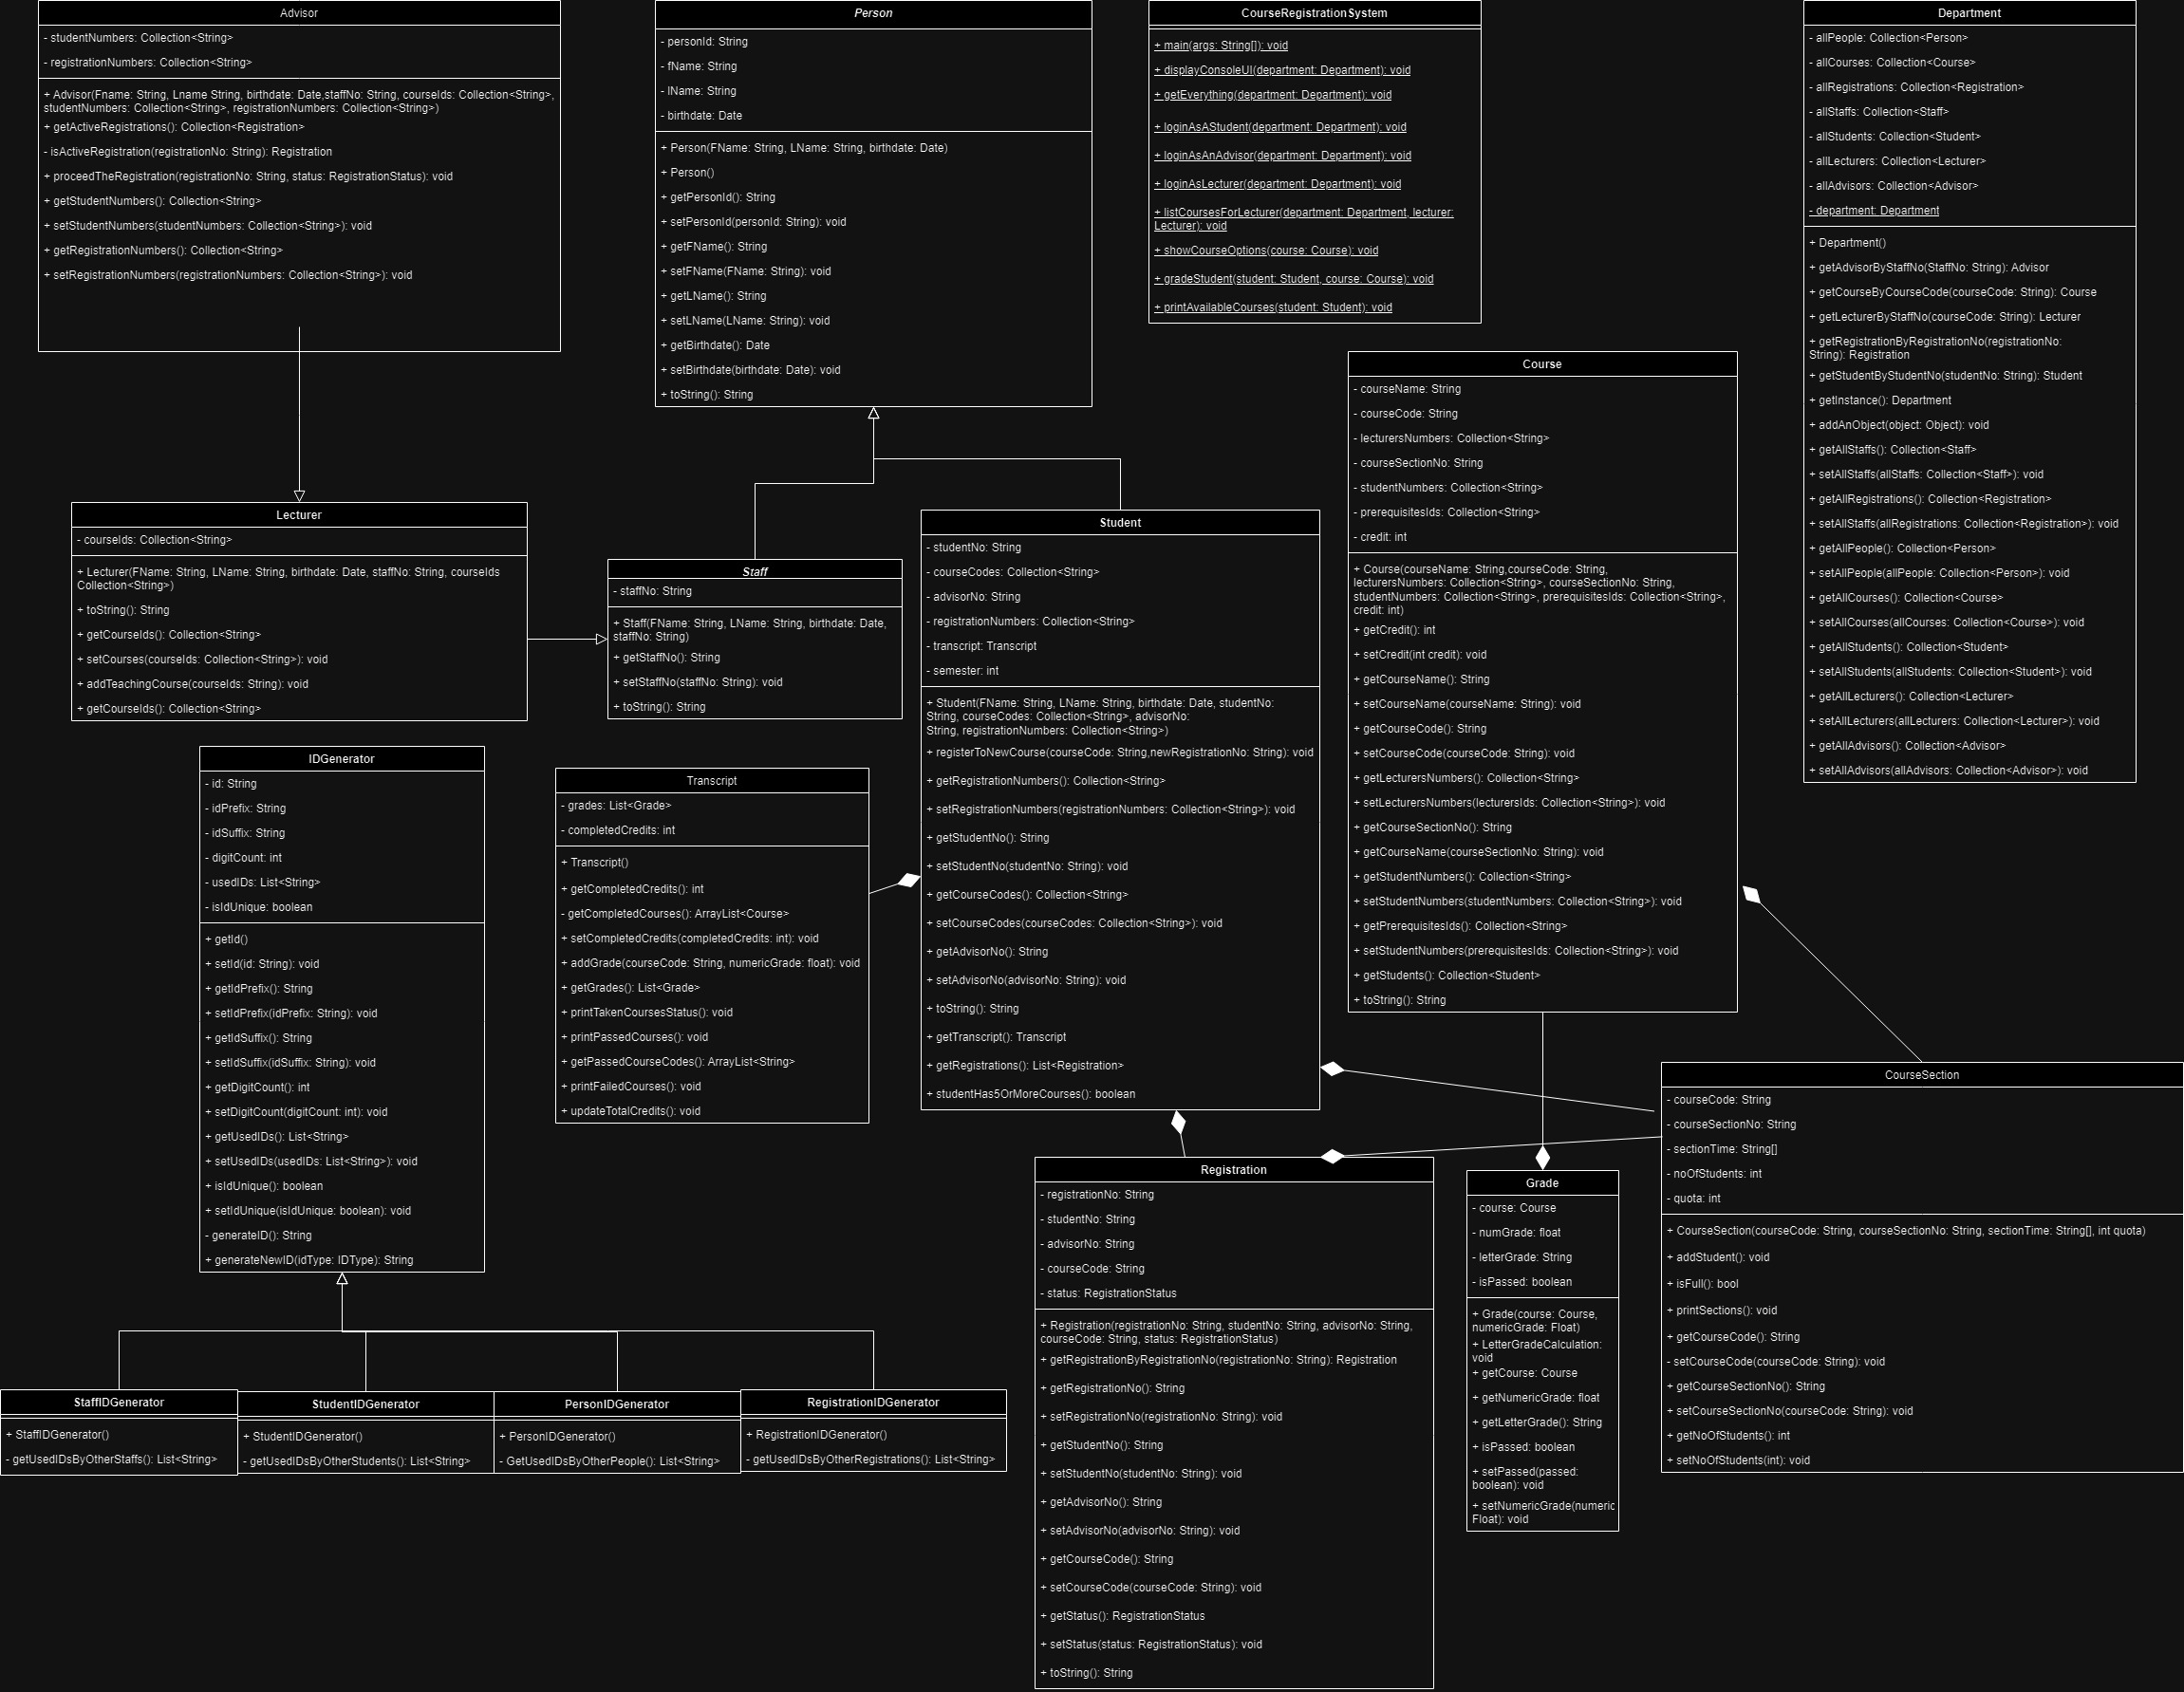 Advisor
- studentNumbers: Collection<String>
- registrationNumbers: Collection<String>
+ Advisor(Fname: String, Lname String, birthdate: Date,staffNo: String, courseIds: Collection<String>,
studentNumbers: Collection<String>, registrationNumbers: Collection<String>)
+ getActiveRegistrations(): Collection<Registration>
- isActiveRegistration(registrationNo: String): Registration
+ proceedTheRegistration(registrationNo: String, status: RegistrationStatus): void
+ getStudentNumbers(): Collection<String>
+ setStudentNumbers(studentNumbers: Collection<String>): void
+ getRegistrationNumbers(): Collection<String>
+ setRegistrationNumbers(registrationNumbers: Collection<String>): void
Person
- personId: String
- fName: String
- lName: String
- birthdate: Date
+ Person(FName: String, LName: String, birthdate: Date)
+ Person()
+ getPersonId(): String
+ setPersonId(personId: String): void
+ getFName(): String
+ setFName(FName: String): void
+ getLName(): String
+ setLName(LName: String): void
+ getBirthdate(): Date
+ setBirthdate(birthdate: Date): void
+ toString(): String
CourseRegistrationSystem
+ main(args: String[]): void
+ displayConsoleUI(department: Department): void
+ getEverything(department: Department): void
+ loginAsAStudent(department: Department): void
+ loginAsAnAdvisor(department: Department): void
+ loginAsLecturer(department: Department): void
+ listCoursesForLecturer(department: Department, lecturer:
Lecturer): void
+ showCourseOptions(course: Course): void
+ gradeStudent(student: Student, course: Course): void
+ printAvailableCourses(student: Student): void
Department
- allPeople: Collection<Person>
- allCourses: Collection<Course>
- allRegistrations: Collection<Registration>
- allStaffs: Collection<Staff>
- allStudents: Collection<Student>
- allLecturers: Collection<Lecturer>
- allAdvisors: Collection<Advisor>
- department: Department
+ Department()
+ getAdvisorByStaffNo(StaffNo: String): Advisor
+ getCourseByCourseCode(courseCode: String): Course
+ getLecturerByStaffNo(courseCode: String): Lecturer
+ getRegistrationByRegistrationNo(registrationNo:
String): Registration
+ getStudentByStudentNo(studentNo: String): Student
+ getInstance(): Department
+ addAnObject(object: Object): void
+ getAllStaffs(): Collection<Staff>
+ setAllStaffs(allStaffs: Collection<Staff>): void
+ getAllRegistrations(): Collection<Registration>
+ setAllStaffs(allRegistrations: Collection<Registration>): void
+ getAllPeople(): Collection<Person>
+ setAllPeople(allPeople: Collection<Person>): void
+ getAllCourses(): Collection<Course>
+ setAllCourses(allCourses: Collection<Course>): void
+ getAllStudents(): Collection<Student>
+ setAllStudents(allStudents: Collection<Student>): void
+ getAllLecturers(): Collection<Lecturer>
+ setAllLecturers(allLecturers: Collection<Lecturer>): void
+ getAllAdvisors(): Collection<Advisor>
+ setAllAdvisors(allAdvisors: Collection<Advisor>): void
Course
- courseName: String
- courseCode: String
- lecturersNumbers: Collection<String>
- courseSectionNo: String
- studentNumbers: Collection<String>
- prerequisitesIds: Collection<String>
- credit: int
+ Course(courseName: String,courseCode: String,
lecturersNumbers: Collection<String>, courseSectionNo: String,
studentNumbers: Collection<String>, prerequisitesIds: Collection<String>,
credit: int)
+ getCredit(): int
+ setCredit(int credit): void
+ getCourseName(): String
+ setCourseName(courseName: String): void
+ getCourseCode(): String
+ setCourseCode(courseCode: String): void
+ getLecturersNumbers(): Collection<String>
+ setLecturersNumbers(lecturersIds: Collection<String>): void
+ getCourseSectionNo(): String
+ getCourseName(courseSectionNo: String): void
+ getStudentNumbers(): Collection<String>
+ setStudentNumbers(studentNumbers: Collection<String>): void
+ getPrerequisitesIds(): Collection<String>
+ setStudentNumbers(prerequisitesIds: Collection<String>): void
+ getStudents(): Collection<Student>
+ toString(): String
Lecturer
- courseIds: Collection<String>
+ Lecturer(FName: String, LName: String, birthdate: Date, staffNo: String, courseIds
Collection<String>)
+ toString(): String
+ getCourseIds(): Collection<String>
+ setCourses(courseIds: Collection<String>): void
+ addTeachingCourse(courseIds: String): void
+ getCourseIds(): Collection<String>
Staff
- staffNo: String
+ Staff(FName: String, LName: String, birthdate: Date,
staffNo: String)
+ getStaffNo(): String
+ setStaffNo(staffNo: String): void
+ toString(): String
Student
- studentNo: String
- courseCodes: Collection<String>
- advisorNo: String
- registrationNumbers: Collection<String>
- transcript: Transcript
- semester: int
+ Student(FName: String, LName: String, birthdate: Date, studentNo:
String, courseCodes: Collection<String>, advisorNo:
String, registrationNumbers: Collection<String>)
+ registerToNewCourse(courseCode: String,newRegistrationNo: String): void
+ getRegistrationNumbers(): Collection<String>
+ setRegistrationNumbers(registrationNumbers: Collection<String>): void
+ getStudentNo(): String
+ setStudentNo(studentNo: String): void
+ getCourseCodes(): Collection<String>
+ setCourseCodes(courseCodes: Collection<String>): void
+ getAdvisorNo(): String
+ setAdvisorNo(advisorNo: String): void
+ toString(): String
+ getTranscript(): Transcript
+ getRegistrations(): List<Registration>
+ studentHas5OrMoreCourses(): boolean
IDGenerator
- id: String
- idPrefix: String
- idSuffix: String
- digitCount: int
- usedIDs: List<String>
- isIdUnique: boolean
+ getId()
+ setId(id: String): void
+ getIdPrefix(): String
+ setIdPrefix(idPrefix: String): void
+ getIdSuffix(): String
+ setIdSuffix(idSuffix: String): void
+ getDigitCount(): int
+ setDigitCount(digitCount: int): void
+ getUsedIDs(): List<String>
+ setUsedIDs(usedIDs: List<String>): void
+ isIdUnique(): boolean
+ setIdUnique(isIdUnique: boolean): void
- generateID(): String
+ generateNewID(idType: IDType): String
Transcript
- grades: List<Grade>
- completedCredits: int
+ Transcript()
+ getCompletedCredits(): int
- getCompletedCourses(): ArrayList<Course>
+ setCompletedCredits(completedCredits: int): void
+ addGrade(courseCode: String, numericGrade: float): void
+ getGrades(): List<Grade>
+ printTakenCoursesStatus(): void
+ printPassedCourses(): void
+ getPassedCourseCodes(): ArrayList<String>
+ printFailedCourses(): void
+ updateTotalCredits(): void
CourseSection
- courseCode: String
- courseSectionNo: String
- sectionTime: String[]
- noOfStudents: int
- quota: int
+ CourseSection(courseCode: String, courseSectionNo: String, sectionTime: String[], int quota)
+ addStudent(): void
+ isFull(): bool
+ printSections(): void
+ getCourseCode(): String
- setCourseCode(courseCode: String): void
+ getCourseSectionNo(): String
+ setCourseSectionNo(courseCode: String): void
+ getNoOfStudents(): int
+ setNoOfStudents(int): void
Registration
- registrationNo: String
- studentNo: String
- advisorNo: String
- courseCode: String
- status: RegistrationStatus
+ Registration(registrationNo: String, studentNo: String, advisorNo: String,
courseCode: String, status: RegistrationStatus)
+ getRegistrationByRegistrationNo(registrationNo: String): Registration
+ getRegistrationNo(): String
+ setRegistrationNo(registrationNo: String): void
+ getStudentNo(): String
+ setStudentNo(studentNo: String): void
+ getAdvisorNo(): String
+ setAdvisorNo(advisorNo: String): void
+ getCourseCode(): String
+ setCourseCode(courseCode: String): void
+ getStatus(): RegistrationStatus
+ setStatus(status: RegistrationStatus): void
+ toString(): String
Grade
- course: Course
- numGrade: float
- letterGrade: String
- isPassed: boolean
+ Grade(course: Course,
numericGrade: Float)
+ LetterGradeCalculation:
void
+ getCourse: Course
+ getNumericGrade: float
+ getLetterGrade(): String
+ isPassed: boolean
+ setPassed(passed:
boolean): void
+ setNumericGrade(numeric
Float): void
StaffIDGenerator
+ StaffIDGenerator()
- getUsedIDsByOtherStaffs(): List<String>
StudentIDGenerator
+ StudentIDGenerator()
- getUsedIDsByOtherStudents(): List<String>
PersonIDGenerator
+ PersonIDGenerator()
- GetUsedIDsByOtherPeople(): List<String>
RegistrationIDGenerator
+ RegistrationIDGenerator()
- getUsedIDsByOtherRegistrations(): List<String>